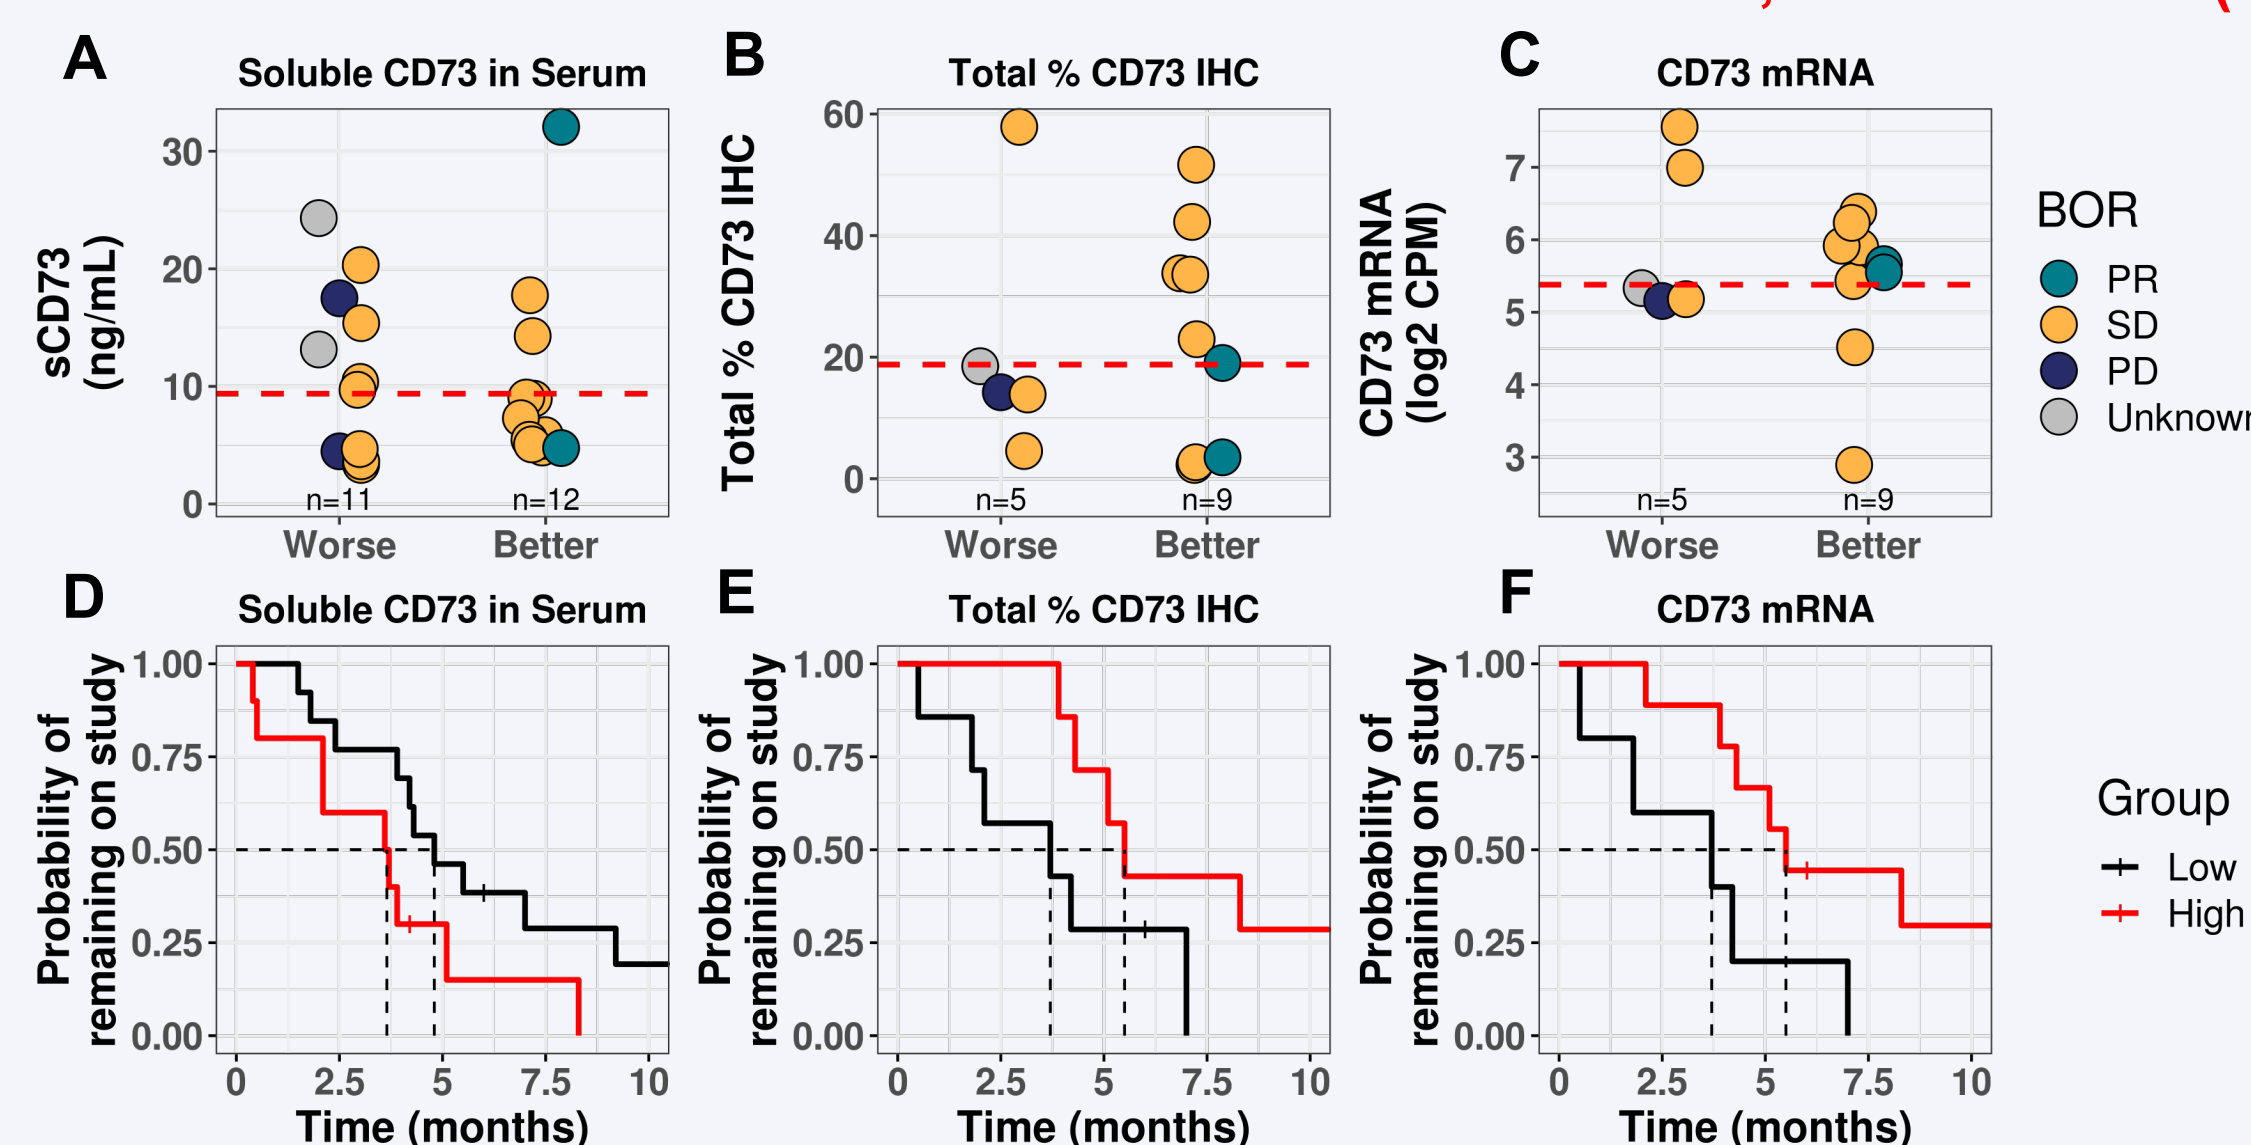 A
Soluble CD73 in Serum
sCD73
(ng/mL)
30
20
10
0
n=11
n=12
Worse
Better
B
Total % CD73 IHC
Total % CD73 IHC
60
40
20
0
n=5
n=9
Worse
Better
C
CD73 mRNA
CD73 mRNA
(log2 CPM)
7
6
5
4
3
n=5
n=9
Worse
Better
BOR
PR
SD
PD
Unknown
D
Soluble CD73 in Serum
Probability of
remaining on study
1.00
0.75
0.50
0.25
0.00
0
2.5
5
7.5
10
Time (months)
E
Total % CD73 IHC
Probability of
remaining on study
1.00
0.75
0.50
0.25
0.00
0
2.5
5
7.5
10
Time (months)
F
CD73 mRNA
Probability of
remaining on study
1.00
0.75
0.50
0.25
0.00
0
2.5
5
7.5
10
Time (months)
Group
Low
High